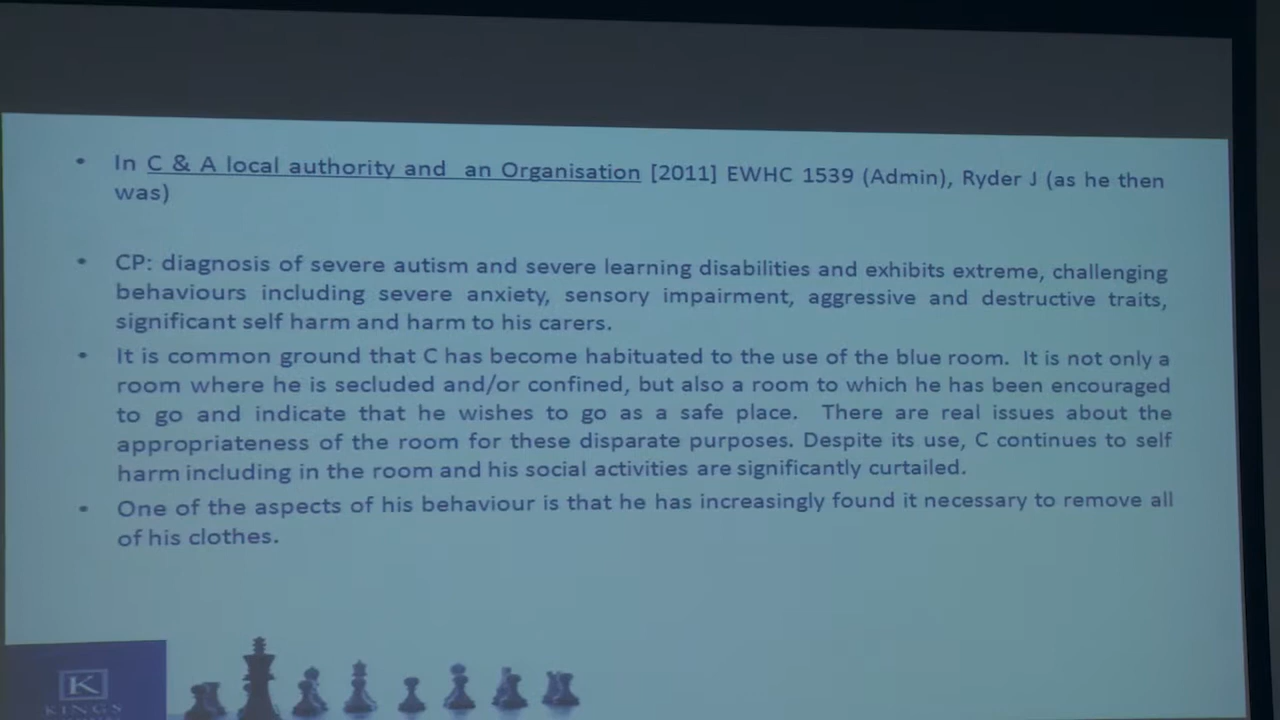 • In C & A local authority and an Organisation [2011] EWHC 1539 (Admin), Ryder J (as he then
was)
• CP: diagnosis of severe autism and severe learning disabilities and exhibits extreme, challenging
behaviours including severe anxiety, sensory impairment, aggressive and destructive traits,
significant self harm and harm to his carers.
• It is common ground that C has become habituated to the use of the blue room. It is not only a
room where he is secluded and/or confined, but also a room to which he has been encouraged
to go and indicate that he wishes to go as a safe place. There are real issues about the
appropriateness of the room for these disparate purposes. Despite its use, C continues to self
harm including in the room and his social activities are significantly curtailed.
• One of the aspects of his behaviour is that he has increasingly found it necessary to remove all
of his clothes.
K
KINGS